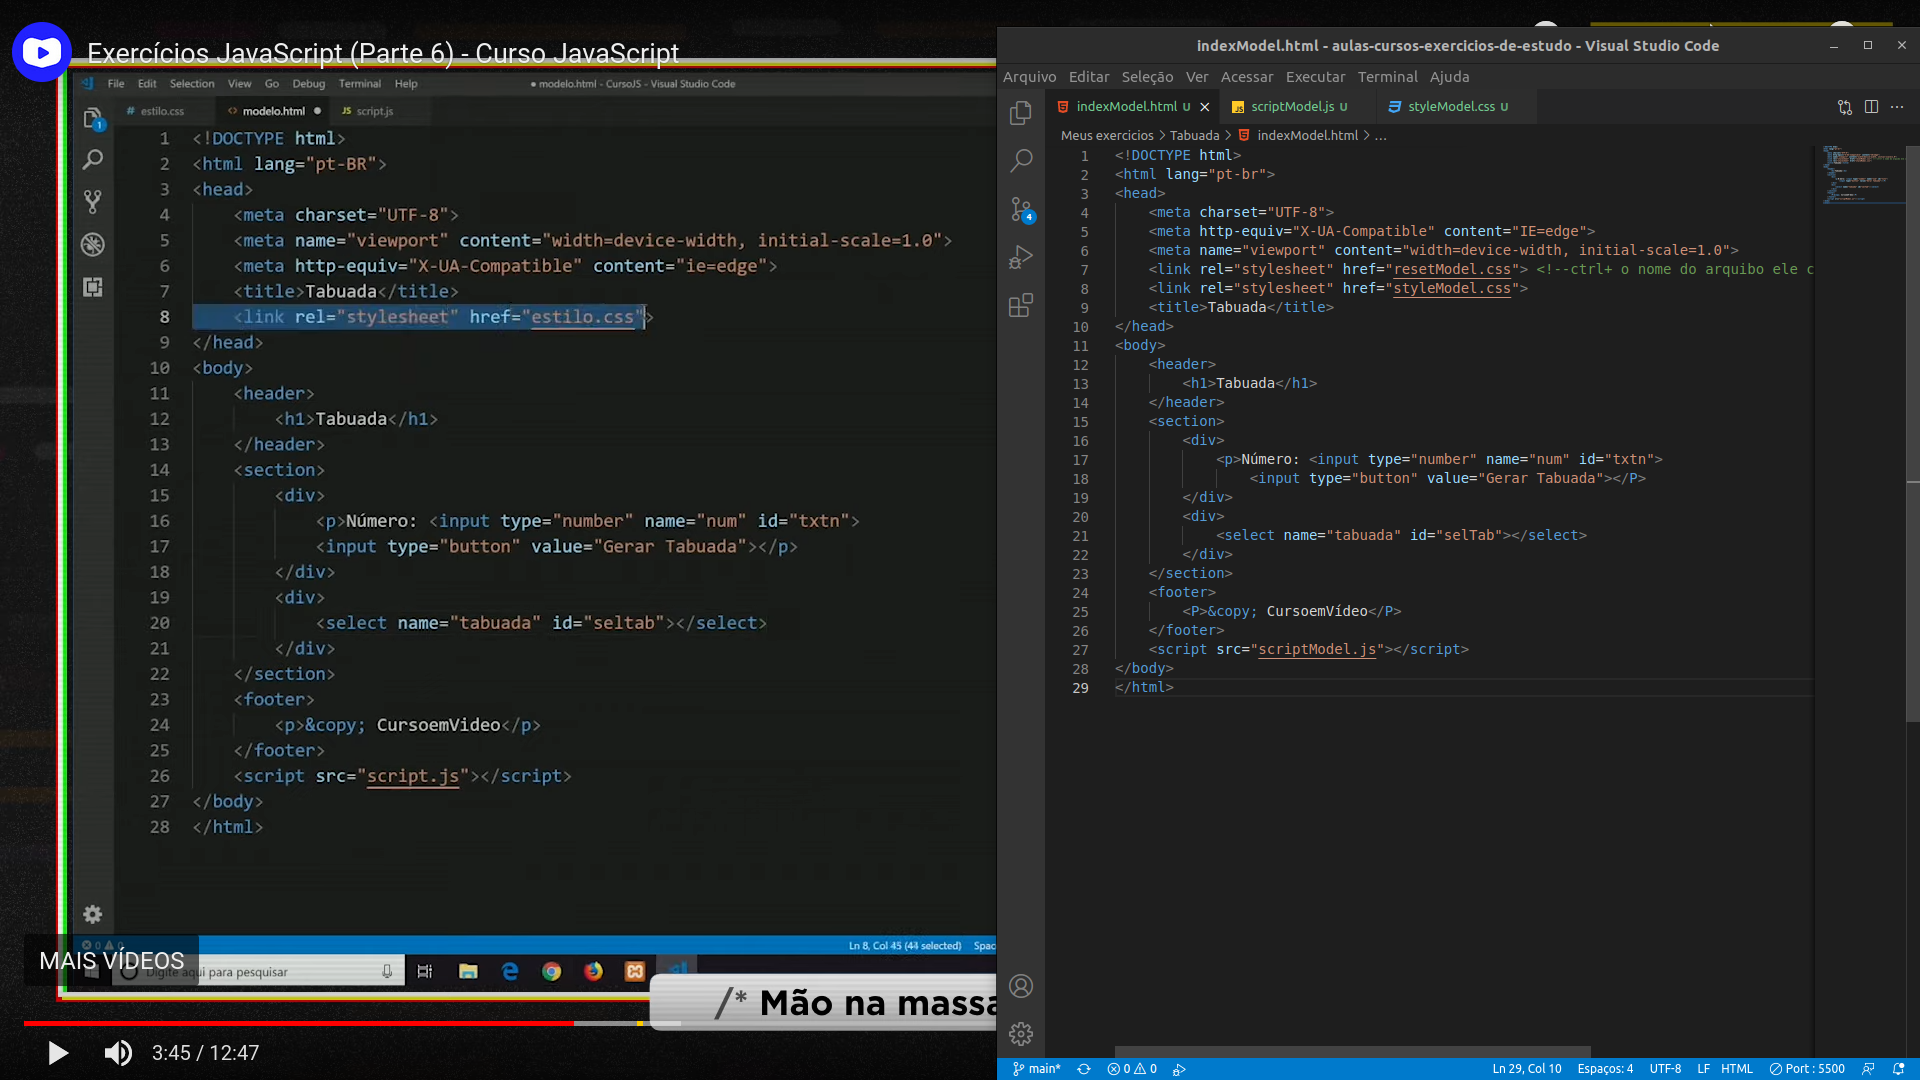 Exercícios JavaScript (Parte 6) - Curso JavaScript
File Edit Selection View Go Debug Terminal Help
● modelo.html - CursoJS - Visual Studio Code
# estilo.css
<> modelo.html ●
JS script.js
1
1 <!DOCTYPE html>
2 <html lang="pt-BR">
3 <head>
4 <meta charset="UTF-8">
5 <meta name="viewport" content="width=device-width, initial-scale=1.0">
6 <meta http-equiv="X-UA-Compatible" content="ie=edge">
7 <title>Tabuada</title>
8 <link rel="stylesheet" href="estilo.css">
9 </head>
10 <body>
11 <header>
12 <h1>Tabuada</h1>
13 </header>
14 <section>
15 <div>
16 <p>Número: <input type="number" name="num" id="txtn">
17 <input type="button" value="Gerar Tabuada"></p>
18 </div>
19 <div>
20 <select name="tabuada" id="seltab"></select>
21 </div>
22 </section>
23 <footer>
24 <p>&copy; CursoemVideo</p>
25 </footer>
26 <script src="script.js"></script>
27 </body>
28 </html>
0 0
Ln 8, Col 45 (44 selected) Spac
MAIS VÍDEOS
Digite aqui para pesquisar
/* Mão na massa
3:45 / 12:47
indexModel.html - aulas-cursos-exercicios-de-estudo - Visual Studio Code
Arquivo Editar Seleção Ver Acessar Executar Terminal Ajuda
indexModel.html U
JS scriptModel.js U
styleModel.css U
Meus exercicios > Tabuada > indexModel.html > ...
4
1 <!DOCTYPE html>
2 <html lang="pt-br">
3 <head>
4 <meta charset="UTF-8">
5 <meta http-equiv="X-UA-Compatible" content="IE=edge">
6 <meta name="viewport" content="width=device-width, initial-scale=1.0">
7 <link rel="stylesheet" href="resetModel.css"> <!--ctrl+ o nome do arquibo ele c
8 <link rel="stylesheet" href="styleModel.css">
9 <title>Tabuada</title>
10 </head>
11 <body>
12 <header>
13 <h1>Tabuada</h1>
14 </header>
15 <section>
16 <div>
17 <p>Número: <input type="number" name="num" id="txtn">
18 <input type="button" value="Gerar Tabuada"></P>
19 </div>
20 <div>
21 <select name="tabuada" id="selTab"></select>
22 </div>
23 </section>
24 <footer>
25 <P>&copy; CursoemVídeo</P>
26 </footer>
27 <script src="scriptModel.js"></script>
28 </body>
29 </html>
main* 0 0 Ln 29, Col 10 Espaços: 4 UTF-8 LF HTML Port : 5500